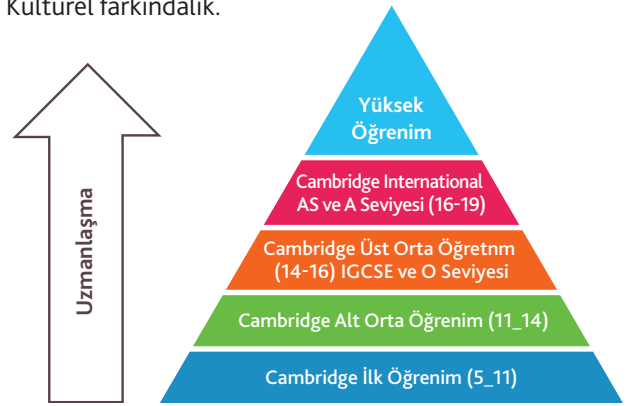 Kültürel farkındalık.
Yüksek
Öğrenim
Cambridge International
AS ve A Seviyesi (16-19)
Cambridge Üst Orta Öğretnm
(14-16) IGCSE ve O Seviyesi
Cambridge Alt Orta Öğrenim (11_14)
Cambridge İlk Öğrenim (5_11)
Uzmanlaşma